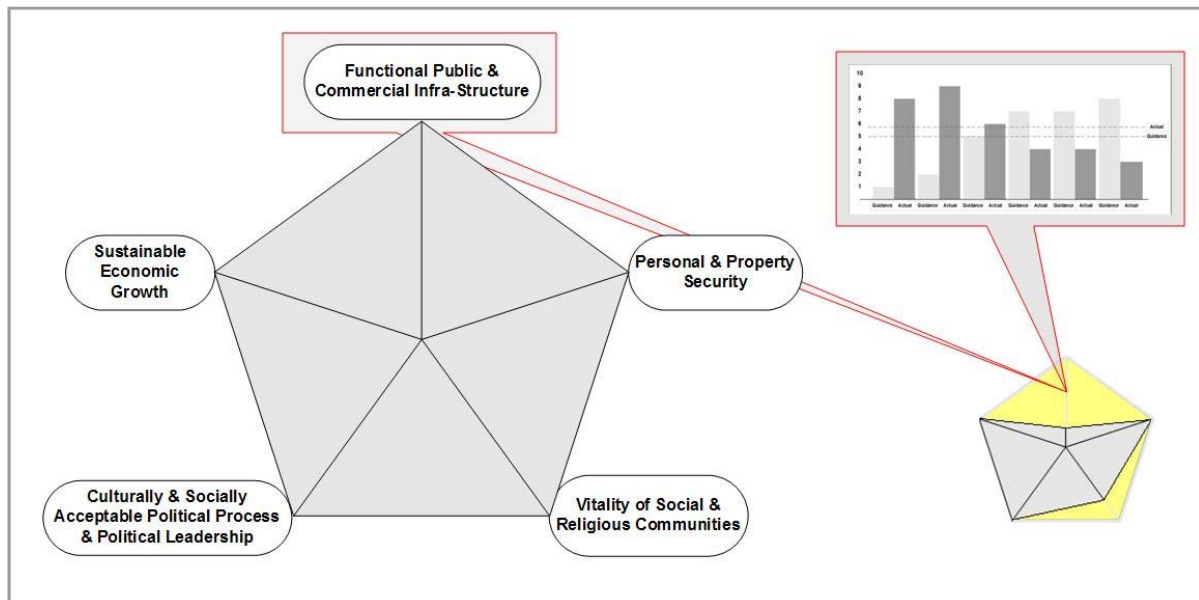 Functional Public &
Commercial Infra-Structure
Sustainable
Economic
Growth
Personal & Property
Security
Culturally & Socially
Acceptable Political Process
& Political Leadership
Vitality of Social &
Religious Communities
10
9
8
7
6
5
4
3
2
1
Actual
Guidance
Guidance Actual Guidance Actual Guidance Actual Guidance Actual Guidance Actual Guidance Actual